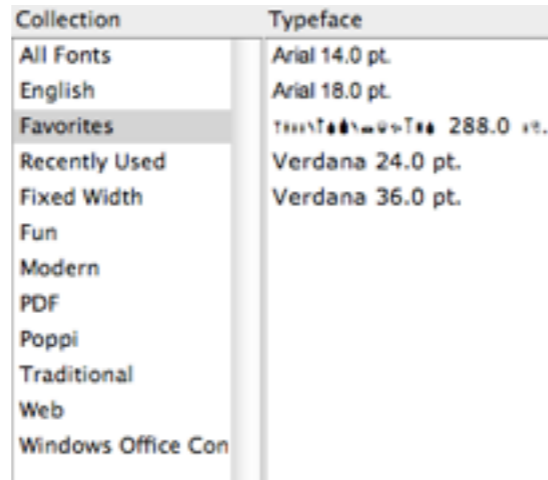 Collection
Typeface
All Fonts
Arial 14.0 pt.
English
Arial 18.0 pt.
Favorites
288.0
Recently Used
Verdana 24.0 pt.
Fixed Width
Verdana 36.0 pt.
Fun
Modern
PDF
Poppi
Traditional
Web
Windows Office Con